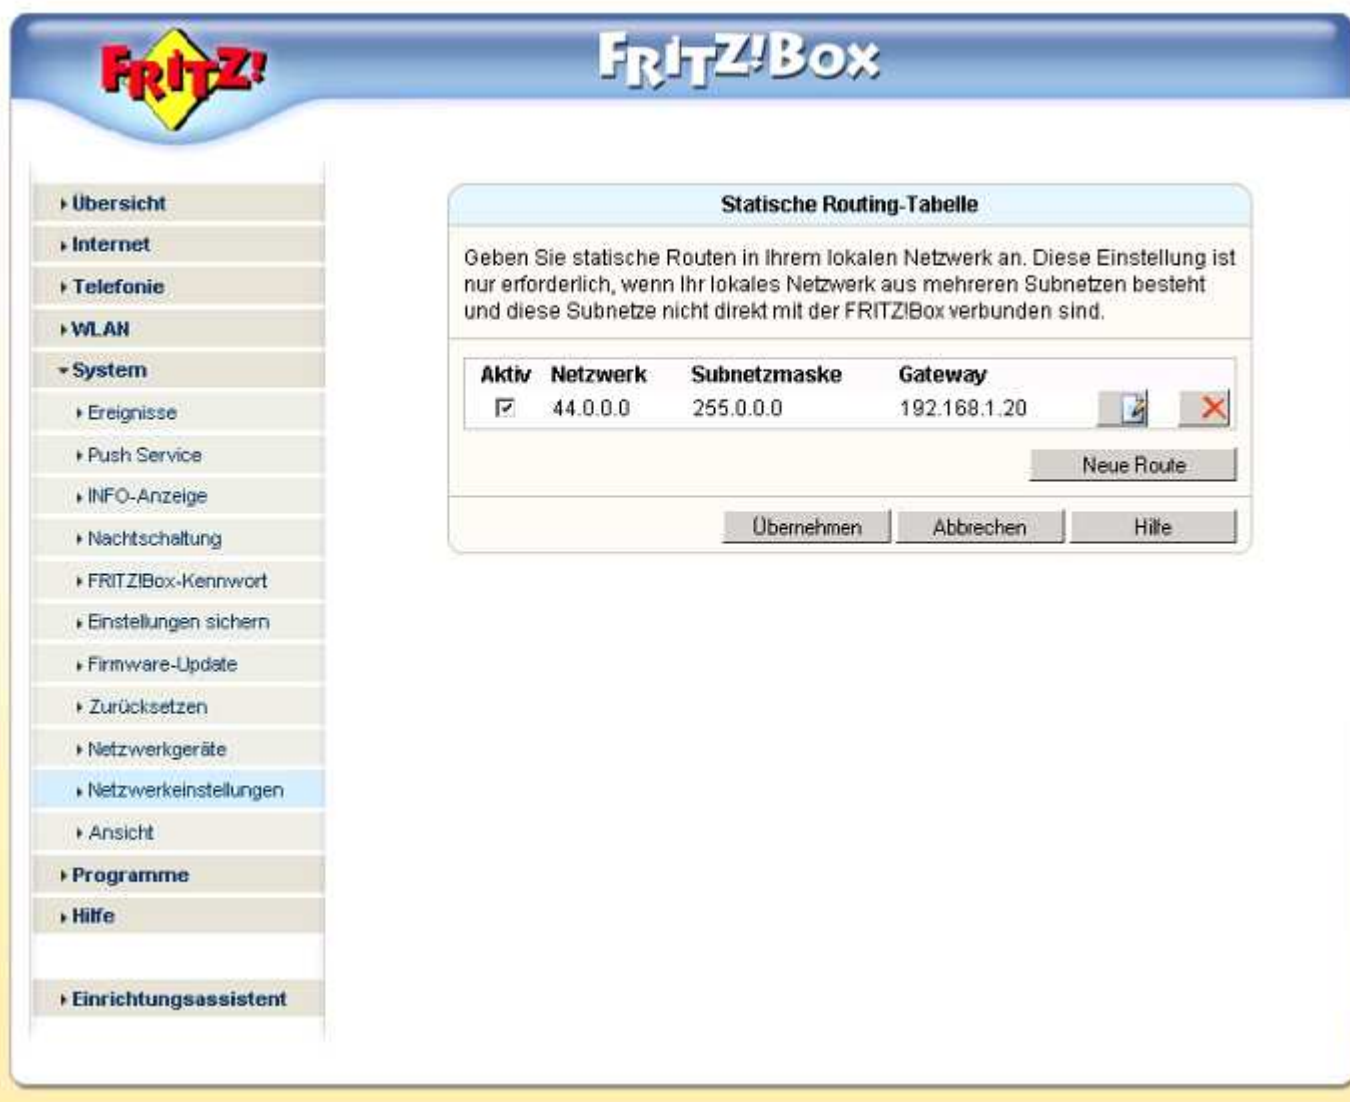 FRITZ!
FRITZ!Box
Übersicht
Internet
Telefonie
WLAN
System
Ereignisse
Push Service
INFO-Anzeige
Nachtschaltung
FRITZ!Box-Kennwort
Einstellungen sichern
Firmware-Update
Zurücksetzen
Netzwerkgeräte
Netzwerkeinstellungen
Ansicht
Programme
Hilfe
Einrichtungsassistent
Statische Routing-Tabelle
Geben Sie statische Routen in Ihrem lokalen Netzwerk an. Diese Einstellung ist
nur erforderlich, wenn Ihr lokales Netzwerk aus mehreren Subnetzen besteht
und diese Subnetze nicht direkt mit der FRITZ!Box verbunden sind.
Aktiv Netzwerk Subnetzmaske Gateway
44.0.0.0 255.0.0.0 192.168.1.20
Neue Route
Übernehmen Abbrechen Hilfe